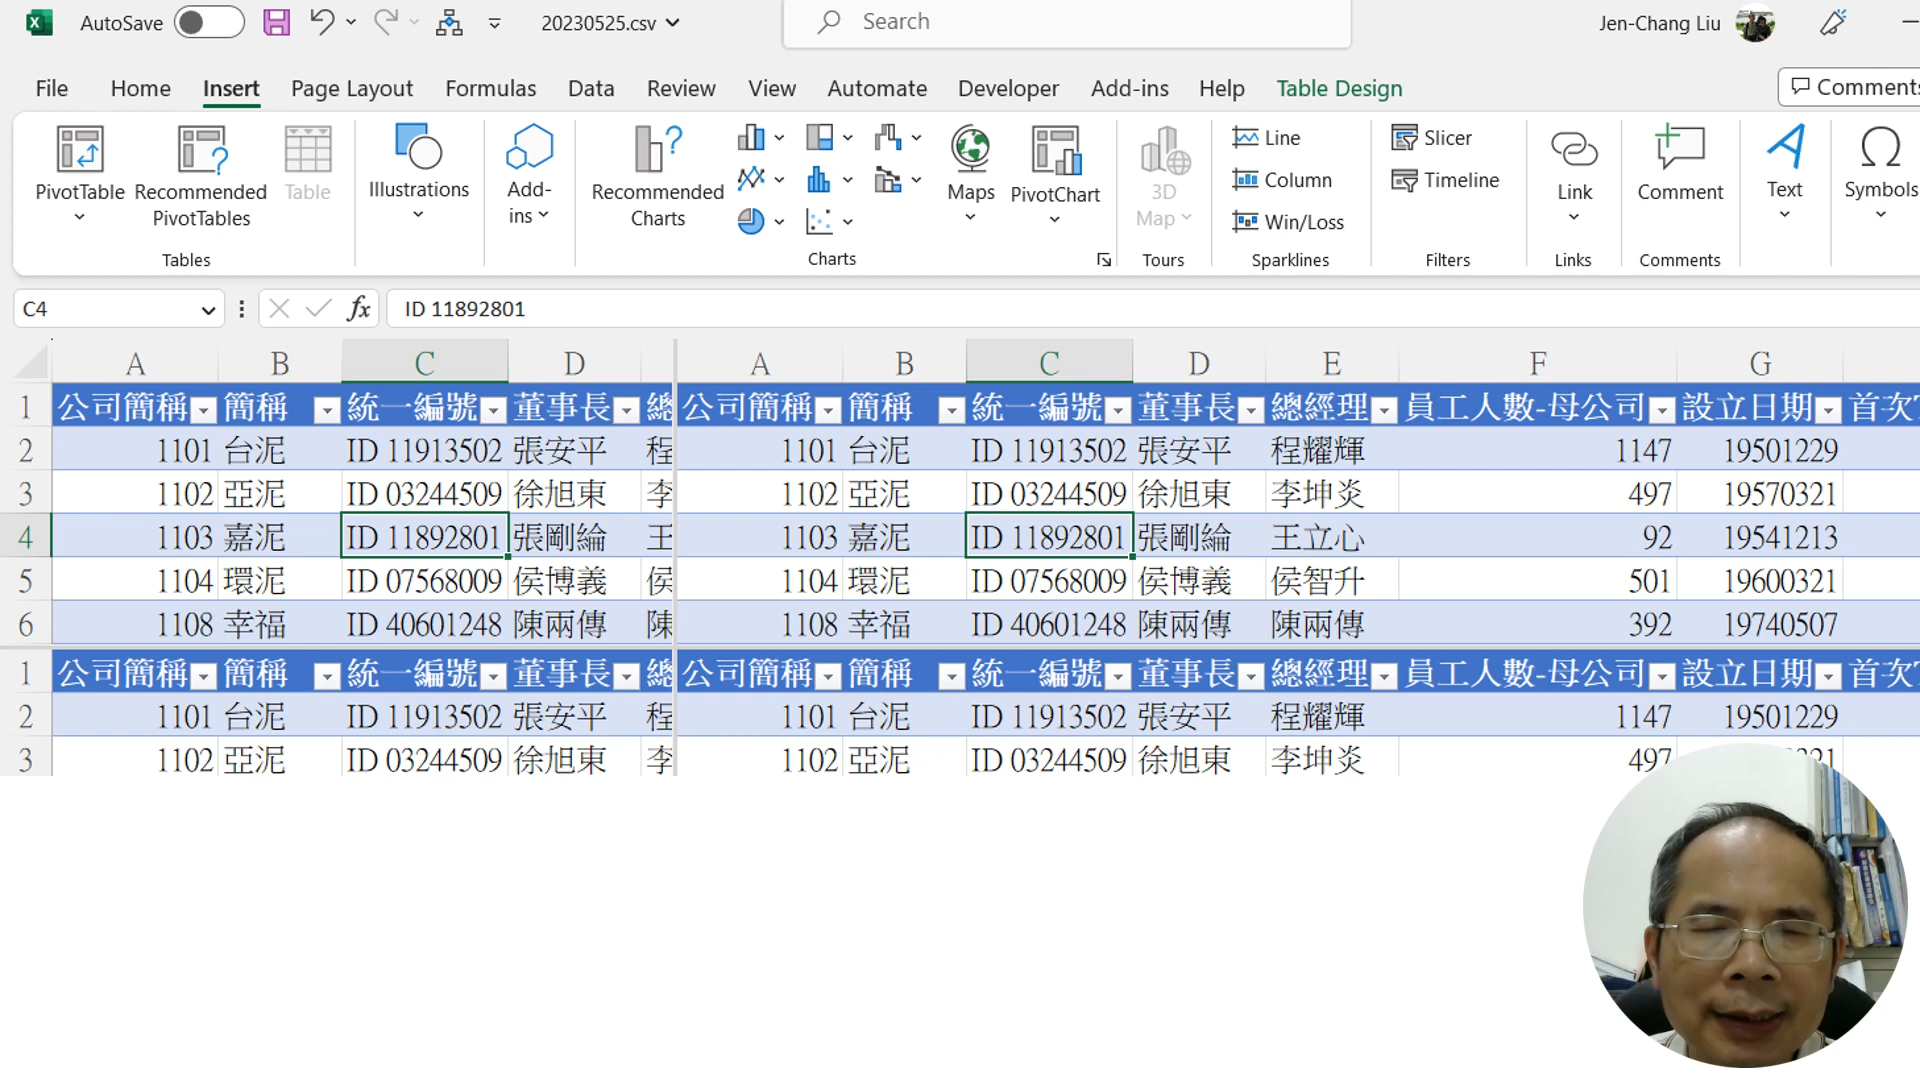 AutoSave 20230525.csv Search Jen-Chang Liu
File Home Insert Page Layout Formulas Data Review View Automate Developer Add-ins Help Table Design Comments
PivotTable Recommended PivotTables Table Illustrations Add-ins Recommended Charts Maps PivotChart 3D Map Line Column Win/Loss Slicer Timeline Link Comment Text Symbols
Tables Charts Tours Sparklines Filters Links Comments
C4 fx ID 11892801
A B C D A B C D E F G
1 公司簡稱 簡稱 統一編號 董事長 總 公司簡稱 簡稱 統一編號 董事長 總經理 員工人數-母公司 設立日期 首次
2 1101 台泥 ID 11913502 張安平 程 1101 台泥 ID 11913502 張安平 程耀輝 1147 19501229
3 1102 亞泥 ID 03244509 徐旭東 李 1102 亞泥 ID 03244509 徐旭東 李坤炎 497 19570321
4 1103 嘉泥 ID 11892801 張剛綸 王 1103 嘉泥 ID 11892801 張剛綸 王立心 92 19541213
5 1104 環泥 ID 07568009 侯博義 侯 1104 環泥 ID 07568009 侯博義 侯智升 501 19600321
6 1108 幸福 ID 40601248 陳兩傳 陳 1108 幸福 ID 40601248 陳兩傳 陳兩傳 392 19740507
1 公司簡稱 簡稱 統一編號 董事長 總 公司簡稱 簡稱 統一編號 董事長 總經理 員工人數-母公司 設立日期 首次
2 1101 台泥 ID 11913502 張安平 程 1101 台泥 ID 11913502 張安平 程耀輝 1147 19501229
3 1102 亞泥 ID 03244509 徐旭東 李 1102 亞泥 ID 03244509 徐旭東 李坤炎 497